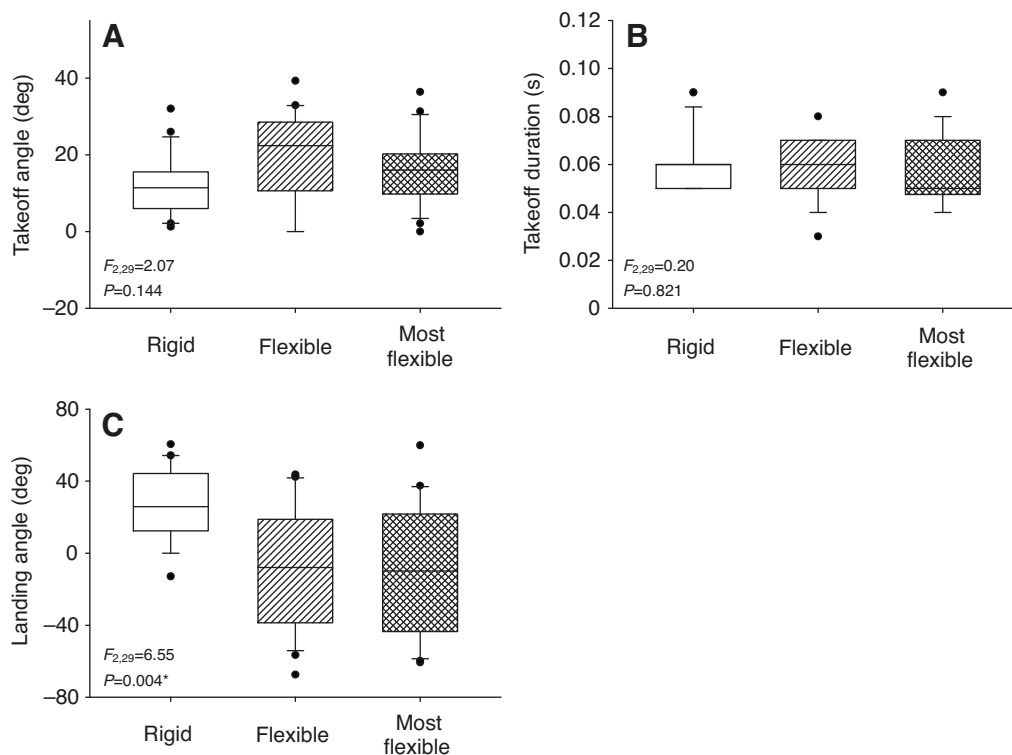 A
Takeoff angle (deg)
40
20
0
–20
F2,29=2.07
P=0.144
Rigid
Flexible
Most
flexible
B
Takeoff duration (s)
0.12
0.10
0.08
0.06
0.04
0.02
0
F2,29=0.20
P=0.821
Rigid
Flexible
Most
flexible
C
Landing angle (deg)
80
40
0
–40
–80
F2,29=6.55
P=0.004*
Rigid
Flexible
Most
flexible